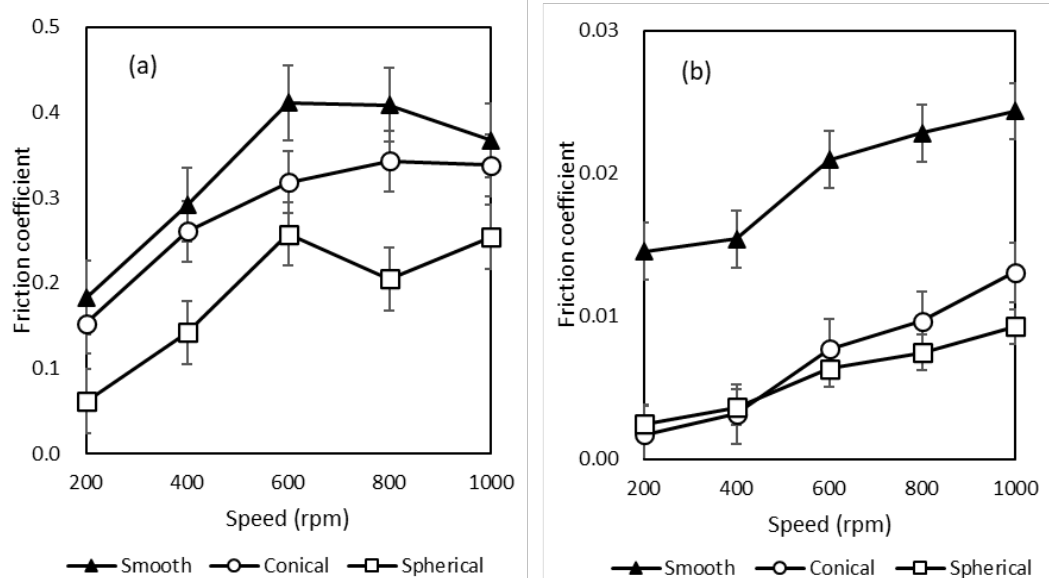 (a)
Friction coefficient
0.5
0.4
0.3
0.2
0.1
0.0
200 400 600 800 1000
Speed (rpm)
Smooth Conical Spherical
(b)
Friction coefficient
0.03
0.02
0.01
0.00
200 400 600 800 1000
Speed (rpm)
Smooth Conical Spherical